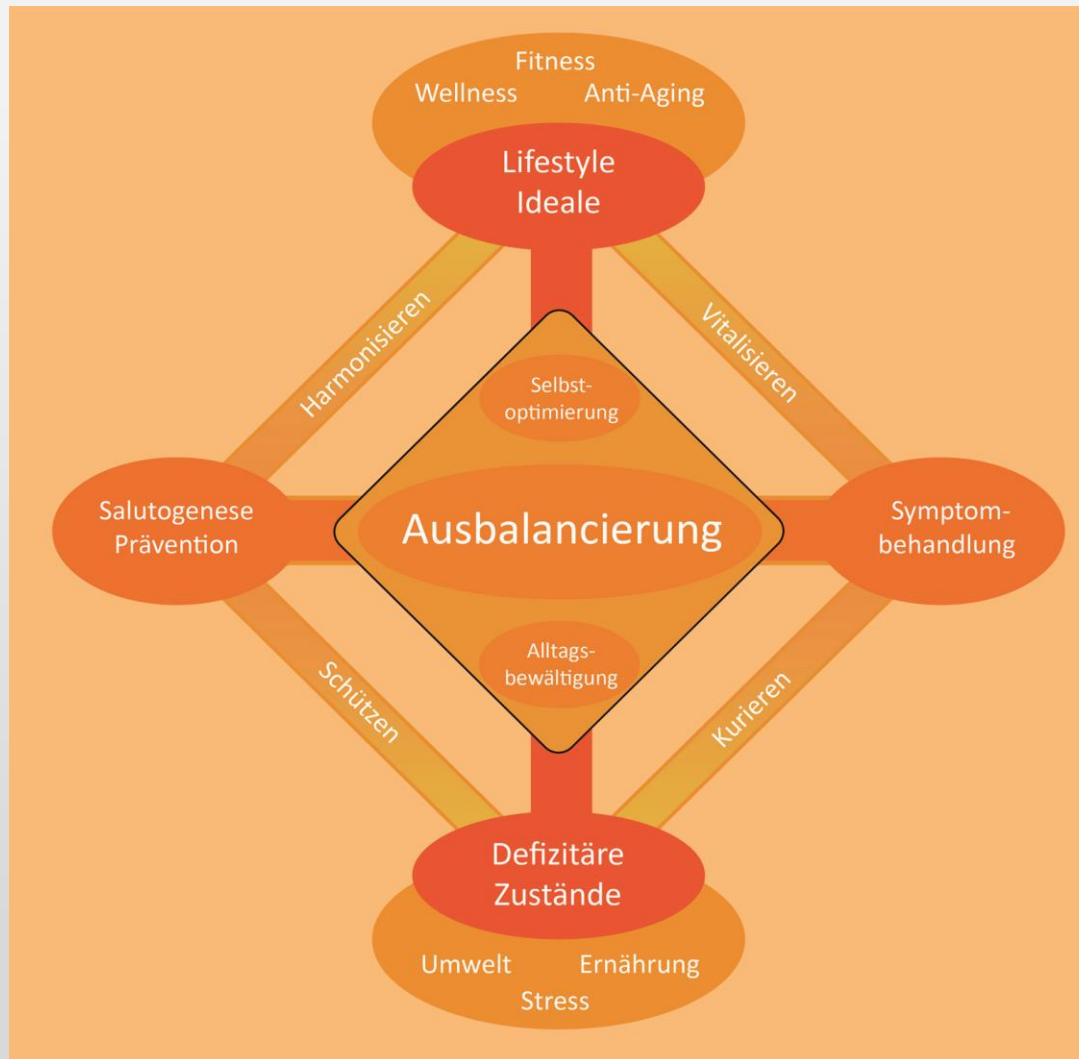 Fitness
Wellness Anti-Aging
Lifestyle
Ideale
Harmonisieren
Vitalisieren
Selbst-
optimierung
Salutogenese
Prävention
Ausbalancierung
Symptom-
behandlung
Alltags-
bewältigung
Schützen
Kurieren
Defizitäre
Zustände
Umwelt Ernährung
Stress